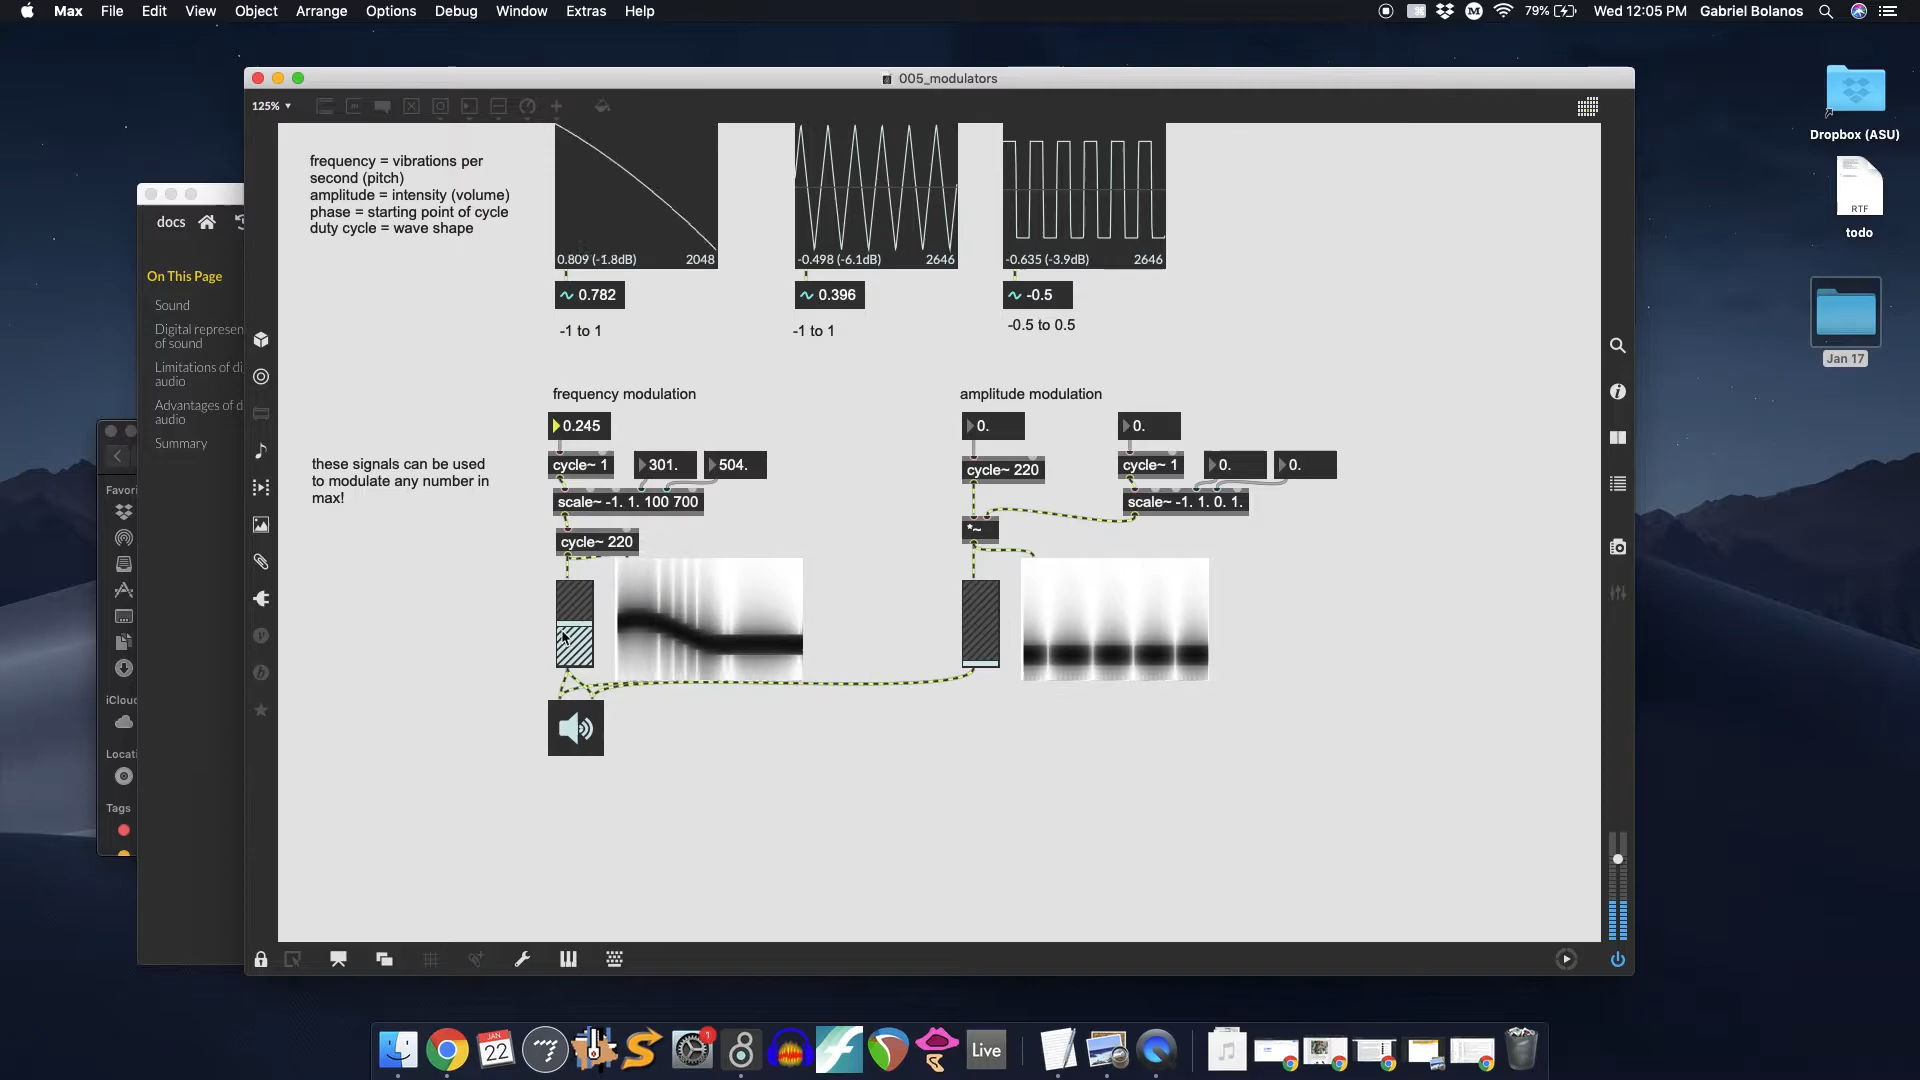 Max File Edit View Object Arrange Options Debug Window Extras Help
79% Wed 12:05 PM Gabriel Bolanos
005_modulators
125%
Dropbox (ASU)
RTF
todo
Jan 17
docs
On This Page
Sound
Digital represen
of sound
Limitations of di
audio
Advantages of d
audio
Summary
Favori
iCloud
Locati
Tags
frequency = vibrations per
second (pitch)
amplitude = intensity (volume)
phase = starting point of cycle
duty cycle = wave shape
0.809 (-1.8dB) 2048
-0.498 (-6.1dB) 2646
-0.635 (-3.9dB) 2646
0.782
0.396
-0.5
-1 to 1
-1 to 1
-0.5 to 0.5
frequency modulation
0.245
cycle~ 1
301.
504.
scale~ -1. 1. 100 700
cycle~ 220
these signals can be used
to modulate any number in
max!
amplitude modulation
0.
0.
cycle~ 220
cycle~ 1
0.
0.
scale~ -1. 1. 0. 1.
*~
JAN
22
1
8
Live